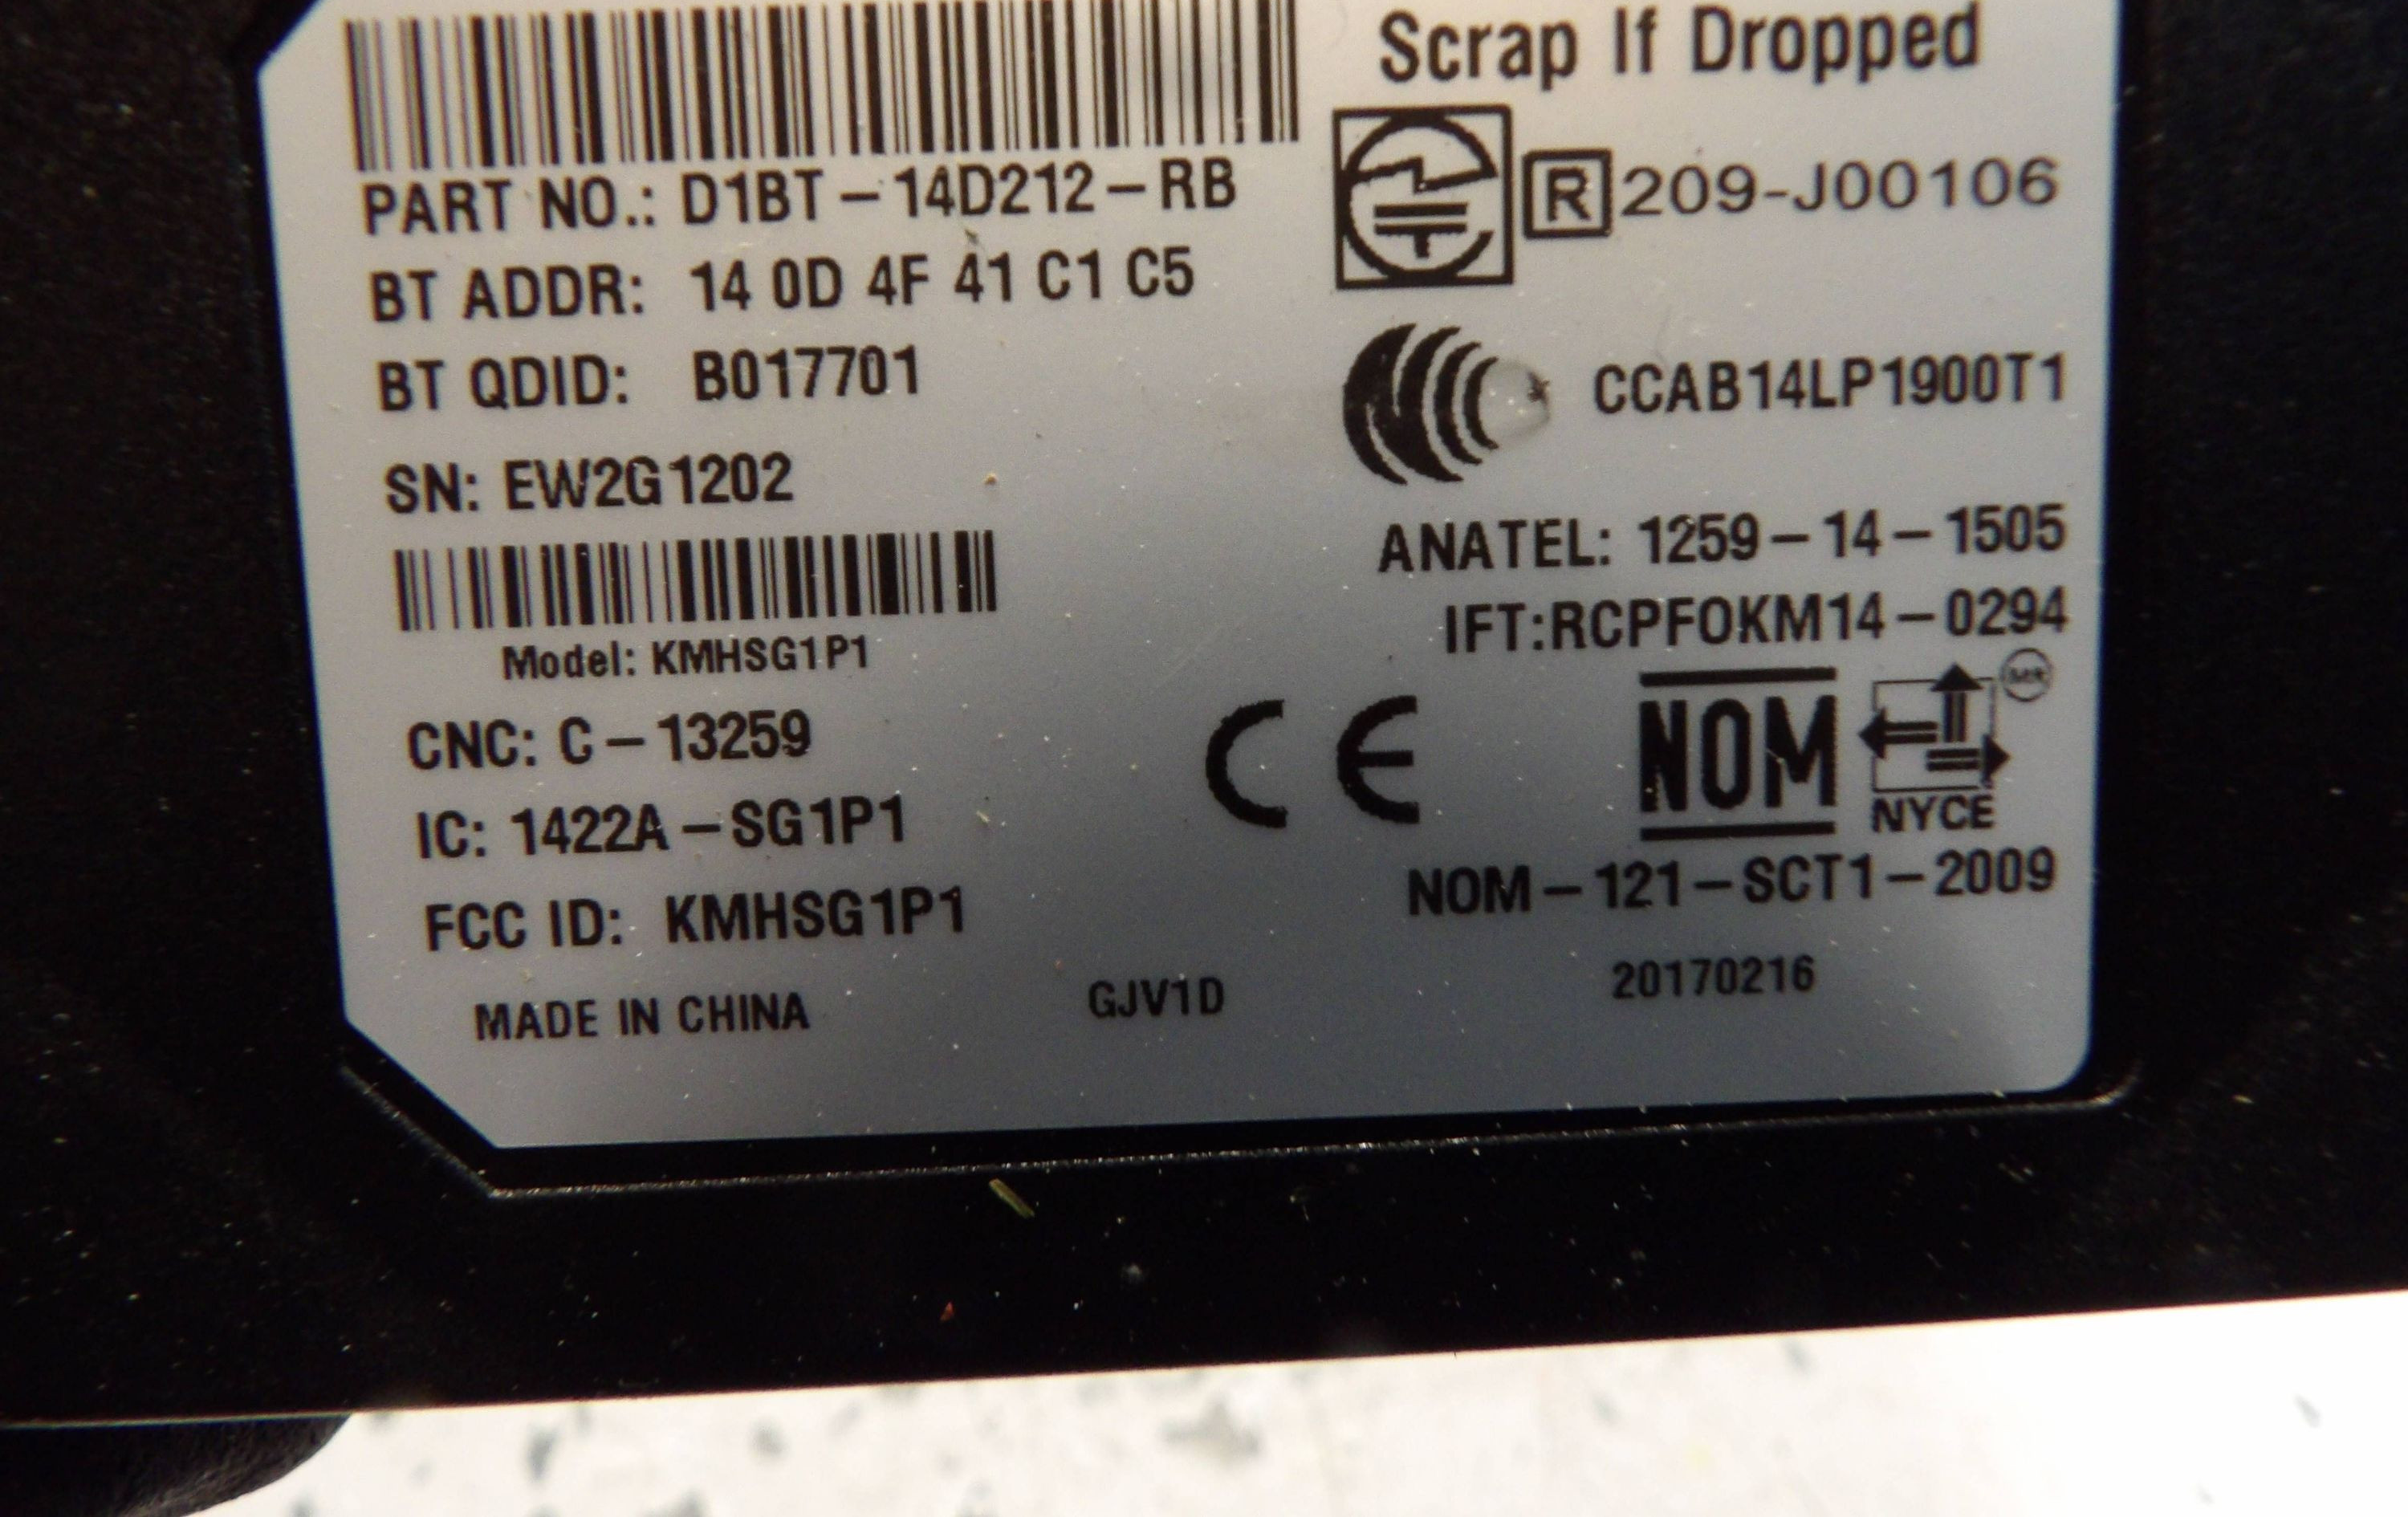 Scrap If Dropped
PART NO.: D1BT-14D212-RB
R 209-J00106
BT ADDR: 14 0D 4F 41 C1 C5
BT QDID: B017701
CCAB14LP1900T1
SN: EW2G1202
ANATEL: 1259-14-1505
IFT:RCPFOKM14-0294
Model: KMHSG1P1
CNC: C-13259
CE
NOM
MR
NYCE
IC: 1422A-SG1P1
NOM-121-SCT1-2009
FCC ID: KMHSG1P1
MADE IN CHINA
GJV1D
20170216